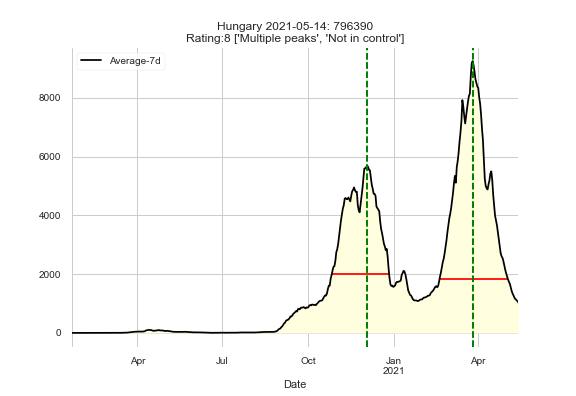 Hungary 2021-05-14: 796390
Rating:8 ['Multiple peaks', 'Not in control']
Average-7d
8000
6000
4000
2000
0
Apr
Jul
Oct
Jan
2021
Apr
Date